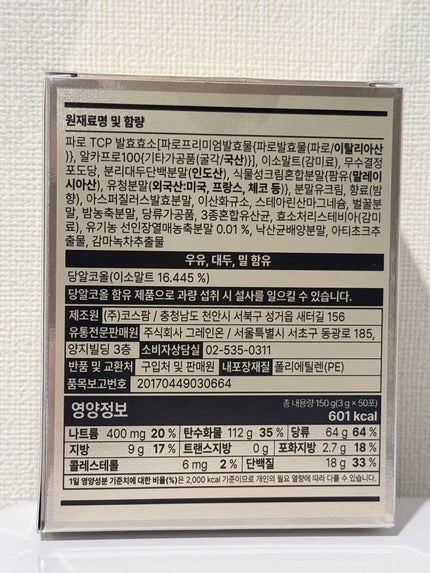 원재료명 및 함량
파로 TCP 발효효소[파로프리미엄발효물{파로발효물(파로/이탈리아산
)}, 알카프로100{기타가공품(굴각/국산)}], 이소말트(감미료), 무수결정
포도당, 분리대두단백분말(인도산), 식물성크림혼합분말{팜유(말레이
시아산), 유청분말(외국산:미국, 프랑스, 체코 등)}, 분말유크림, 향료(밤
향), 아스퍼질러스발효분말, 이산화규소, 스테아린산마그네슘, 벌꿀분
말, 밤농축분말, 당류가공품, 3종혼합유산균, 효소처리스테비아(감미
료), 유기농 선인장열매농축분말 0.01 %, 낙산균배양분말, 아티초크추
출물, 감마녹차추출물
우유, 대두, 밀 함유
당알코올(이소말트 16.445 %)
당알코올 함유 제품으로 과량 섭취 시 설사를 일으킬 수 있습니다.
제조원 (주)코스팜 / 충청남도 천안시 서북구 성거읍 새터길 156
유통전문판매원 주식회사 그레인온 / 서울특별시 서초구 동광로 185,
양지빌딩 3층 소비자상담실 02-535-0311
반품 및 교환처 구입처 및 판매원 내포장재질 폴리에틸렌(PE)
품목보고번호 20170449030664
영양정보 총 내용량 150 g(3 g × 50포)
601 kcal
나트륨 400 mg 20 % 탄수화물 112 g 35 % 당류 64 g 64 %
지방 9 g 17 % 트랜스지방 0 g 포화지방 2.7 g 18 %
콜레스테롤 6 mg 2 % 단백질 18 g 33 %
1일 영양성분 기준치에 대한 비율(%)은 2,000 kcal 기준이므로 개인의 필요 열량에 따라 다를 수 있습니다.